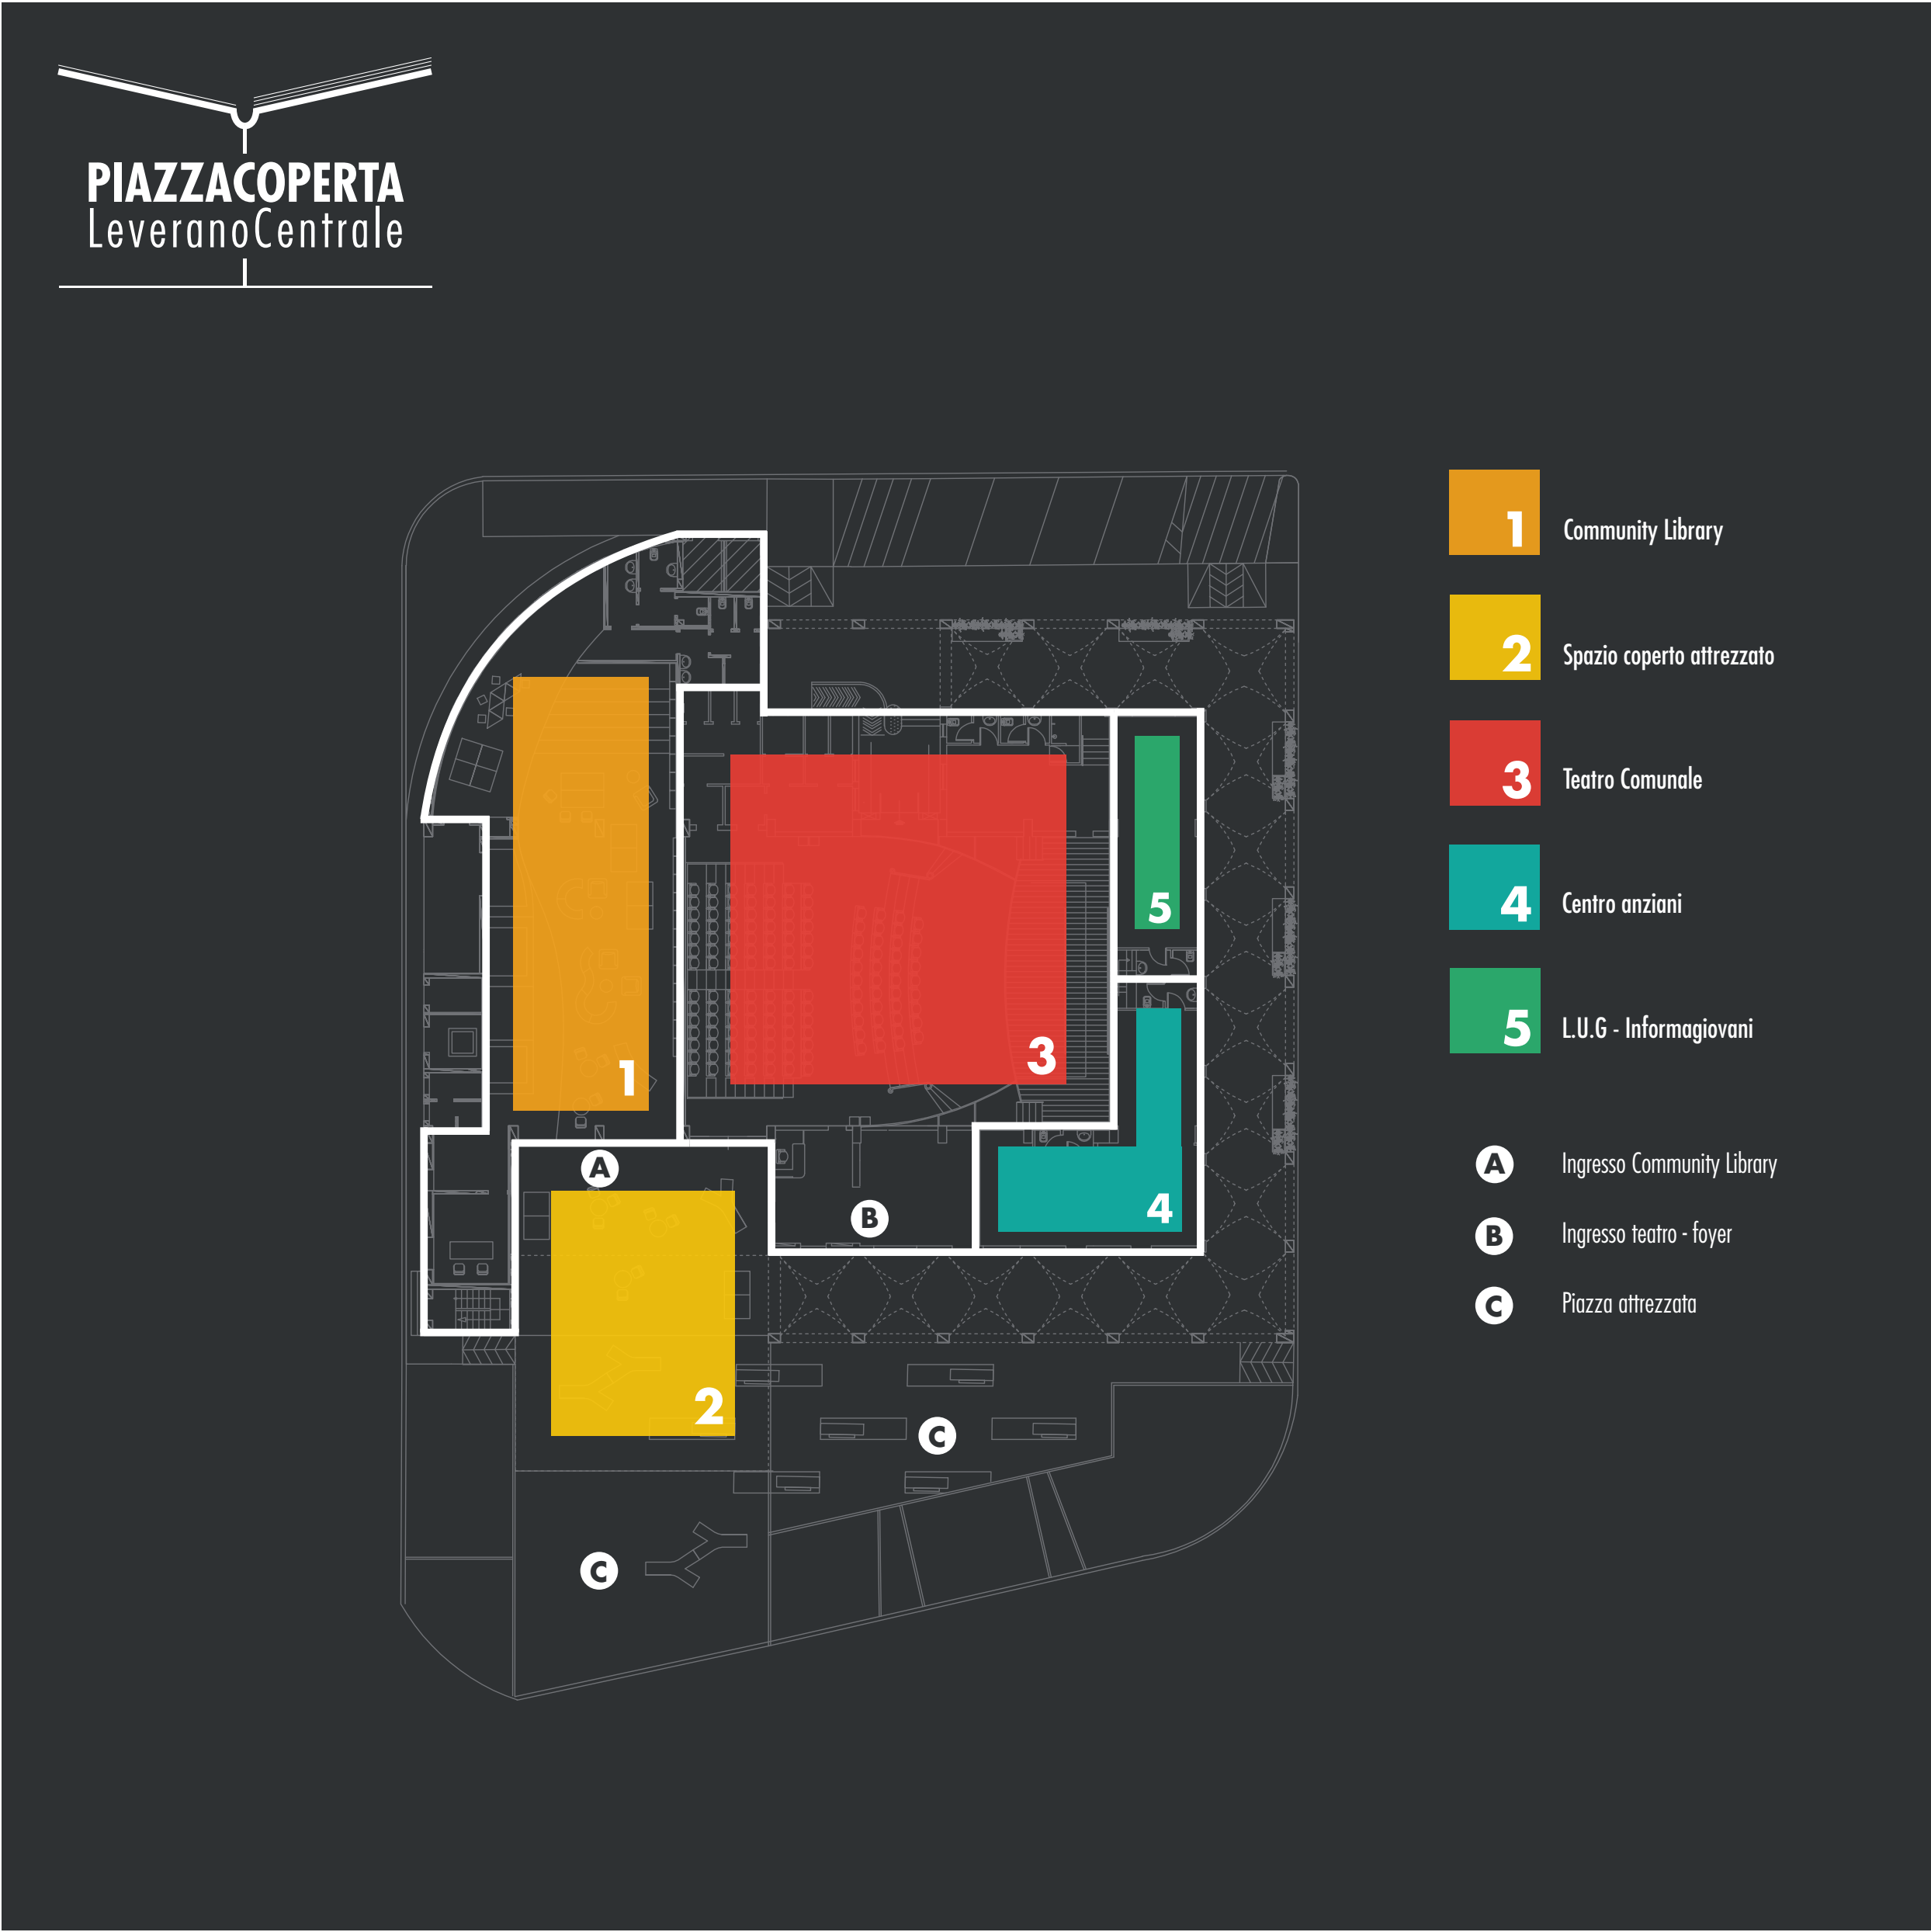 PIAZZACOPERTA
LeveranoCentrale
1 Community Library
2 Spazio coperto attrezzato
3 Teatro Comunale
4 Centro anziani
5 L.U.G - Informagiovani
A Ingresso Community Library
B Ingresso teatro - foyer
C Piazza attrezzata
5
3
1
A
4
B
2
C
C